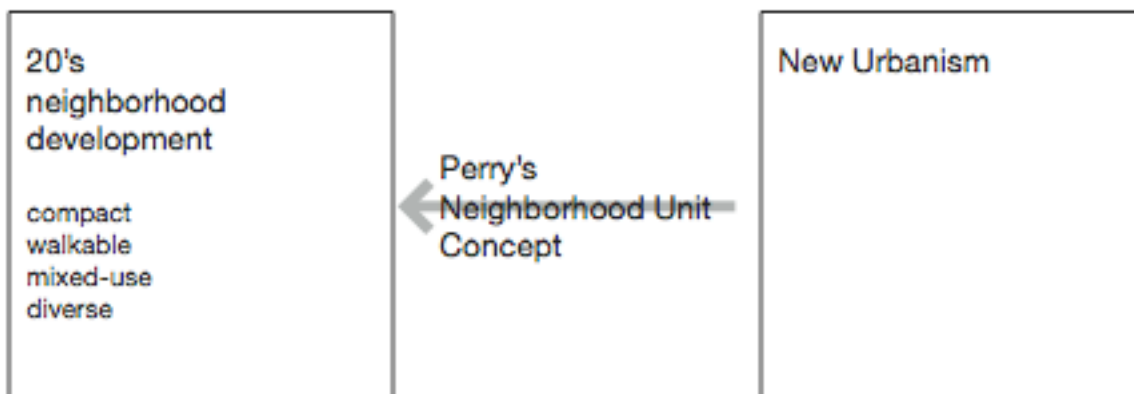 20's
neighborhood
development
compact
walkable
mixed-use
diverse
Perry's
Neighborhood Unit
Concept
New Urbanism